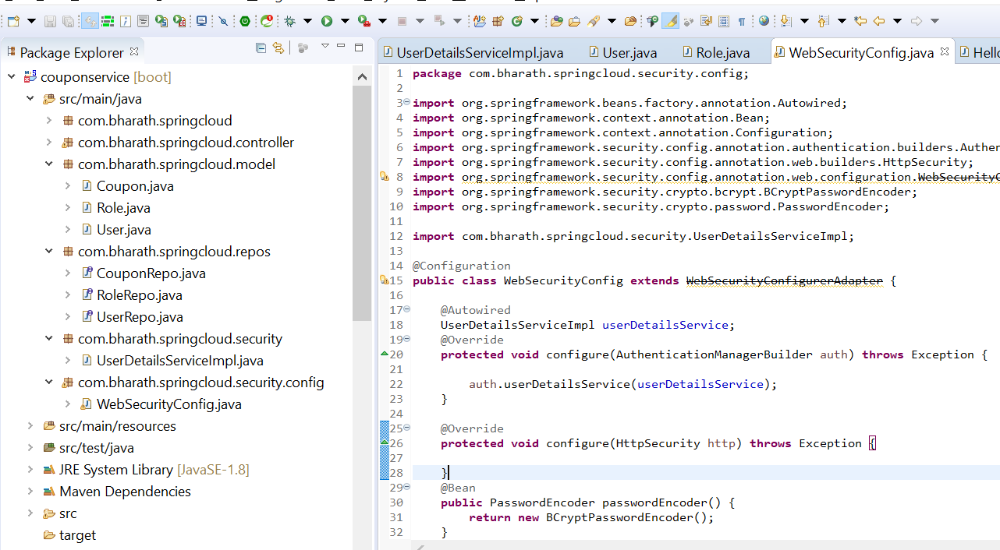 Package Explorer
couponservice [boot]
src/main/java
com.bharath.springcloud
com.bharath.springcloud.controller
com.bharath.springcloud.model
Coupon.java
Role.java
User.java
com.bharath.springcloud.repos
CouponRepo.java
RoleRepo.java
UserRepo.java
com.bharath.springcloud.security
UserDetailsServiceImpl.java
com.bharath.springcloud.security.config
WebSecurityConfig.java
src/main/resources
src/test/java
JRE System Library [JavaSE-1.8]
Maven Dependencies
src
target
UserDetailsServiceImpl.java User.java Role.java WebSecurityConfig.java Hello
1 package com.bharath.springcloud.security.config;
2
3 import org.springframework.beans.factory.annotation.Autowired;
4 import org.springframework.context.annotation.Bean;
5 import org.springframework.context.annotation.Configuration;
6 import org.springframework.security.config.annotation.authentication.builders.Authen
7 import org.springframework.security.config.annotation.web.builders.HttpSecurity;
8 import org.springframework.security.config.annotation.web.configuration.WebSecurityC
9 import org.springframework.security.crypto.bcrypt.BCryptPasswordEncoder;
10 import org.springframework.security.crypto.password.PasswordEncoder;
11
12 import com.bharath.springcloud.security.UserDetailsServiceImpl;
13
14 @Configuration
15 public class WebSecurityConfig extends WebSecurityConfigurerAdapter {
16
17 @Autowired
18 UserDetailsServiceImpl userDetailsService;
19 @Override
20 protected void configure(AuthenticationManagerBuilder auth) throws Exception {
21
22 auth.userDetailsService(userDetailsService);
23 }
24
25 @Override
26 protected void configure(HttpSecurity http) throws Exception {
27
28 }
29 @Bean
30 public PasswordEncoder passwordEncoder() {
31 return new BCryptPasswordEncoder();
32 }